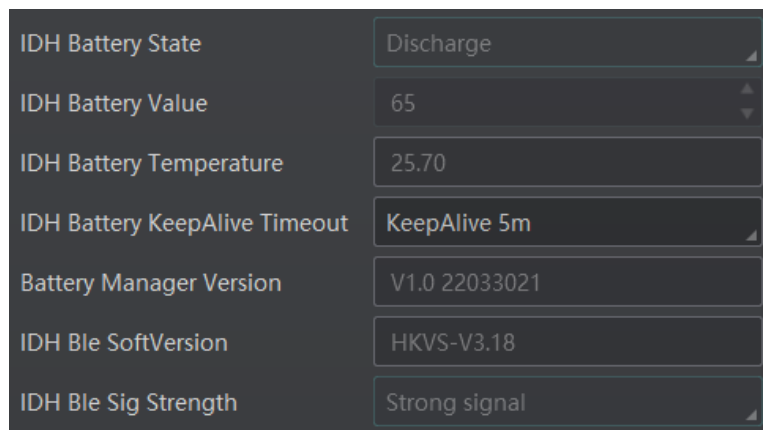 IDH Battery State Discharge
IDH Battery Value 65
IDH Battery Temperature 25.70
IDH Battery KeepAlive Timeout KeepAlive 5m
Battery Manager Version V1.0 22033021
IDH Ble SoftVersion HKVS-V3.18
IDH Ble Sig Strength Strong signal